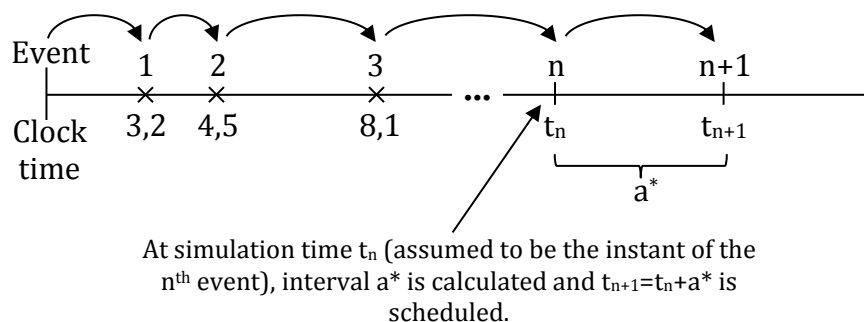 Event 1 2 3 n n+1
...
Clock time 3,2 4,5 8,1 tn tn+1
a*
At simulation time tn (assumed to be the instant of the
nth event), interval a* is calculated and tn+1=tn+a* is
scheduled.